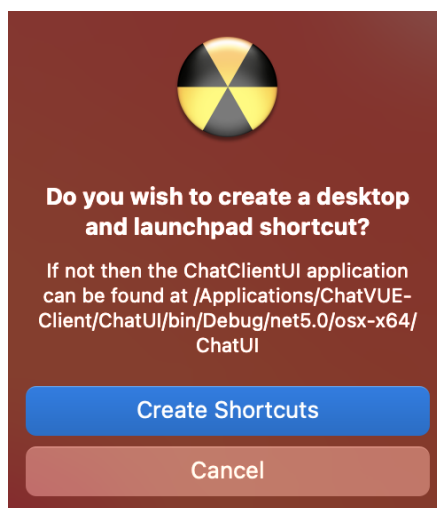 Do you wish to create a desktop
and launchpad shortcut?
If not then the ChatClientUI application
can be found at /Applications/ChatVUE-
Client/ChatUI/bin/Debug/net5.0/osx-x64/
ChatUI
Create Shortcuts
Cancel